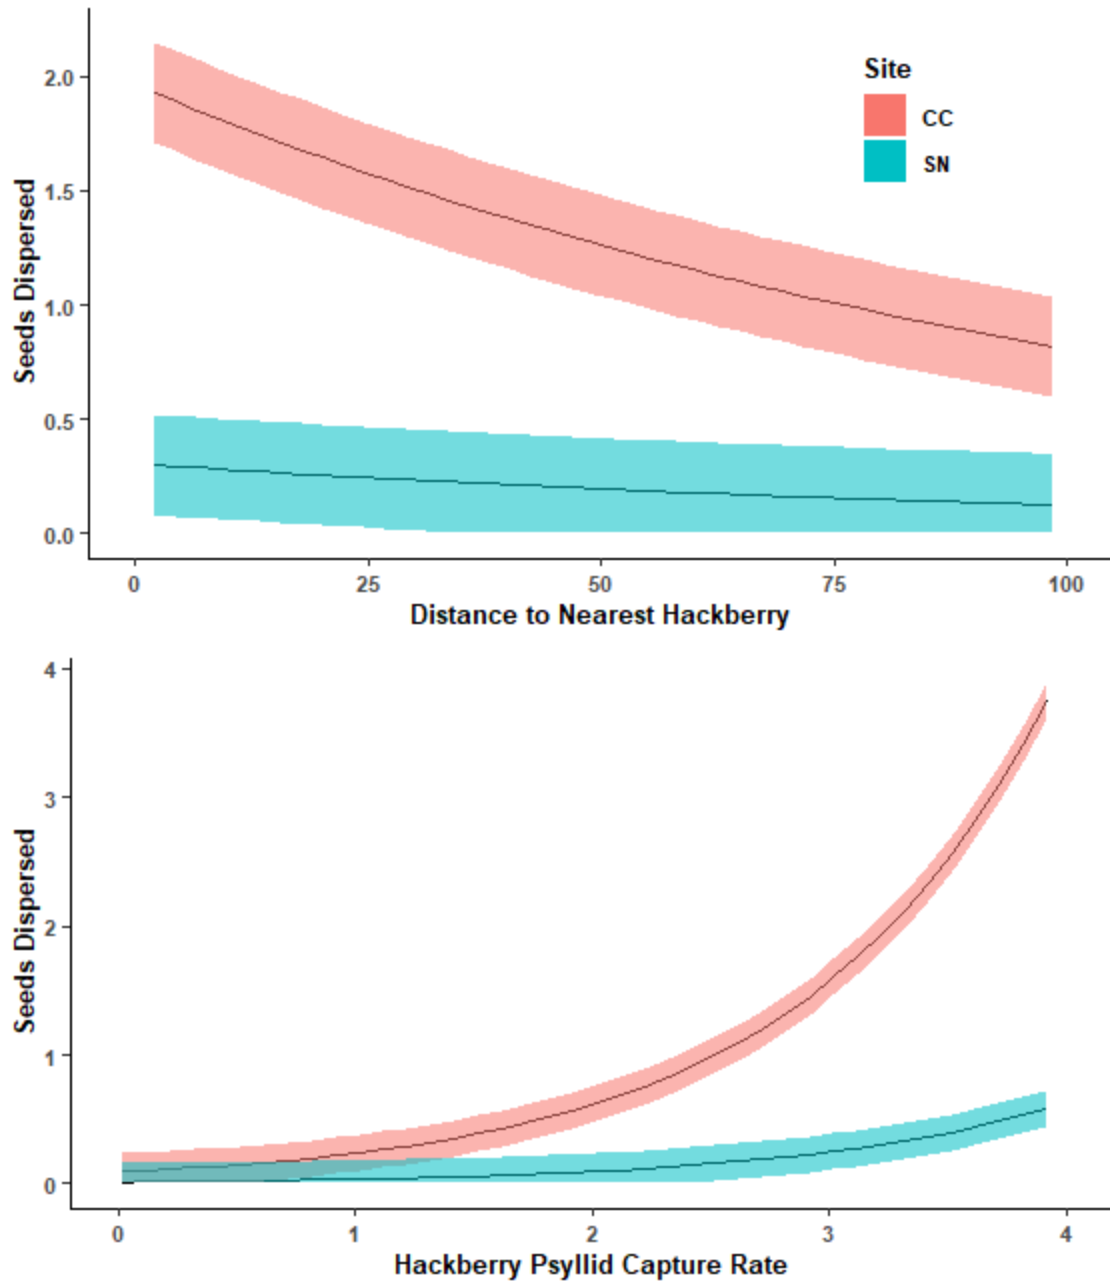 Seeds Dispersed
2.0
1.5
1.0
0.5
0.0
Site
CC
SN
0 25 50 75 100
Distance to Nearest Hackberry
Seeds Dispersed
4
3
2
1
0
0 1 2 3 4
Hackberry Psyllid Capture Rate